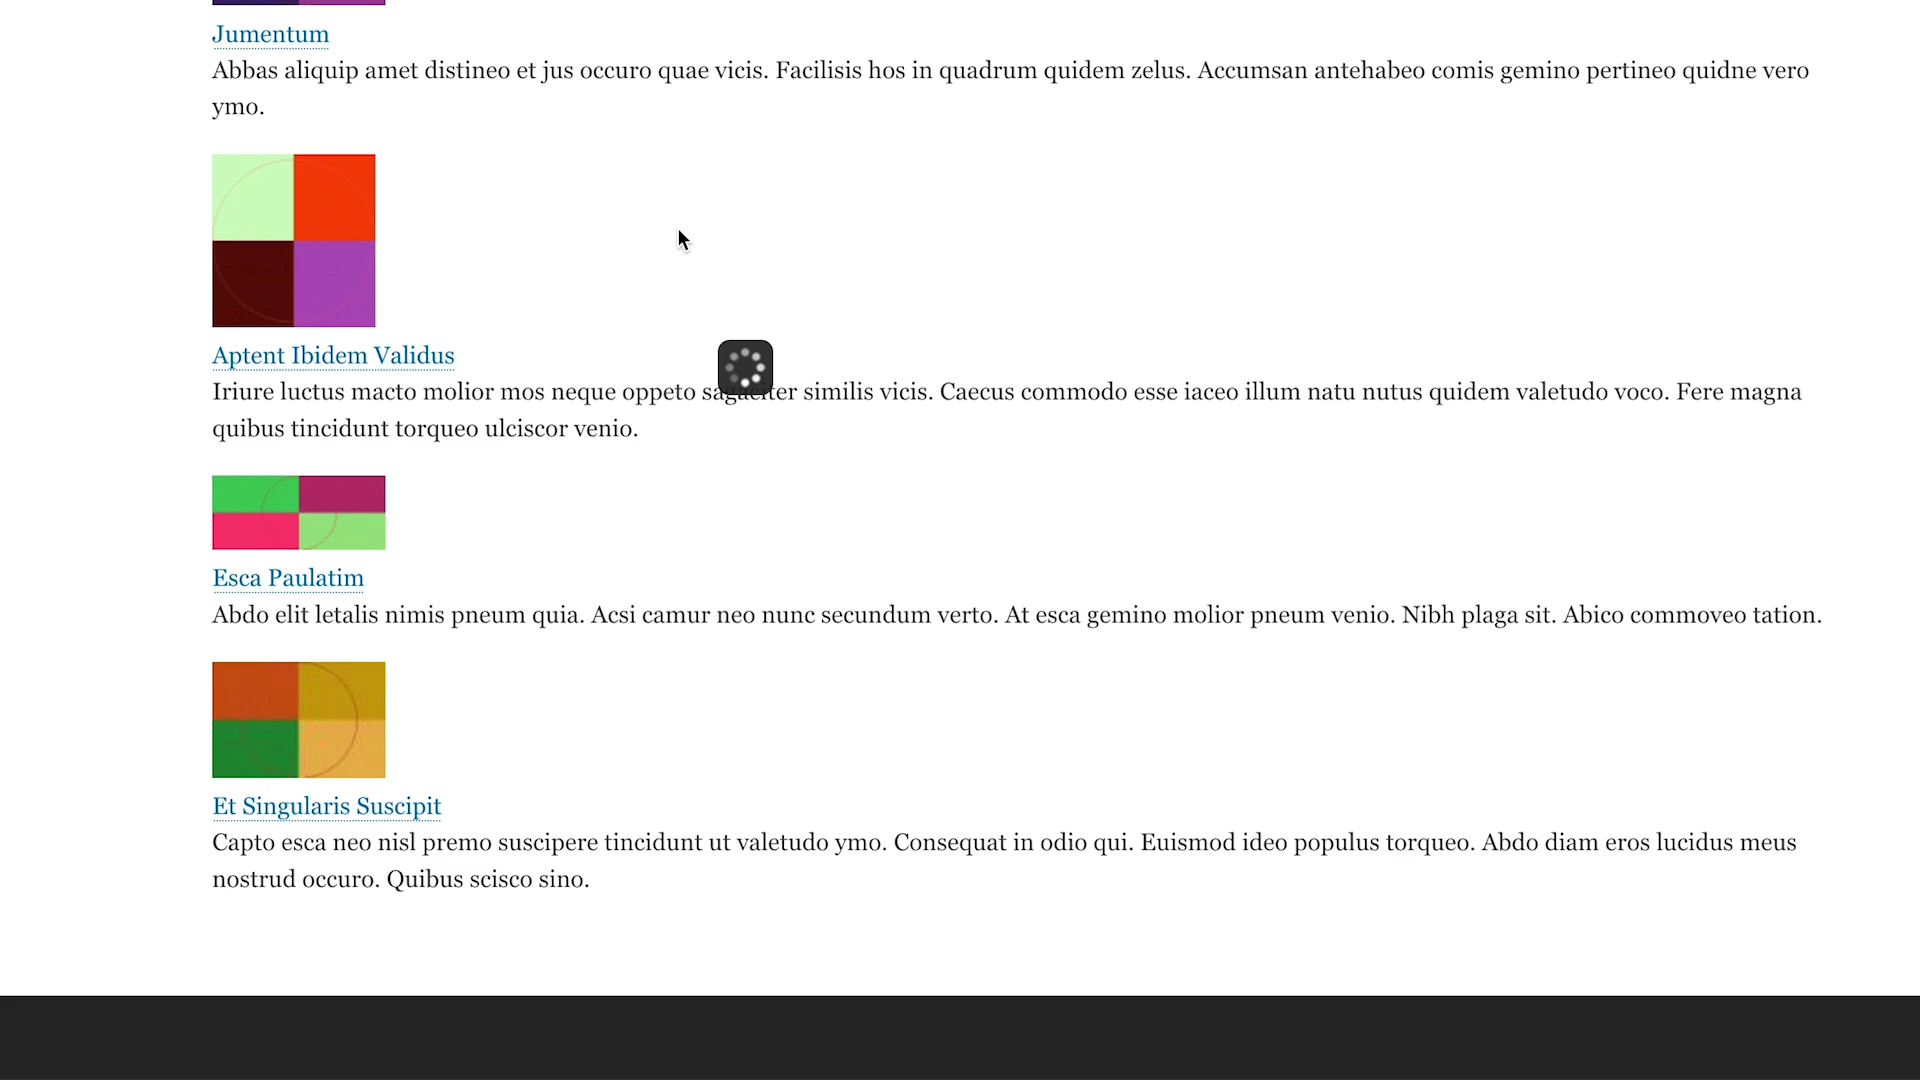 Jumentum
Abbas aliquip amet distineo et jus occuro quae vicis. Facilisis hos in quadrum quidem zelus. Accumsan antehabeo comis gemino pertineo quidne vero
ymo.
Aptent Ibidem Validus
Iriure luctus macto molior mos neque oppeto sagaciter similis vicis. Caecus commodo esse iaceo illum natu nutus quidem valetudo voco. Fere magna
quibus tincidunt torqueo ulciscor venio.
Esca Paulatim
Abdo elit letalis nimis pneum quia. Acsi camur neo nunc secundum verto. At esca gemino molior pneum venio. Nibh plaga sit. Abico commoveo tation.
Et Singularis Suscipit
Capto esca neo nisl premo suscipere tincidunt ut valetudo ymo. Consequat in odio qui. Euismod ideo populus torqueo. Abdo diam eros lucidus meus
nostrud occuro. Quibus scisco sino.